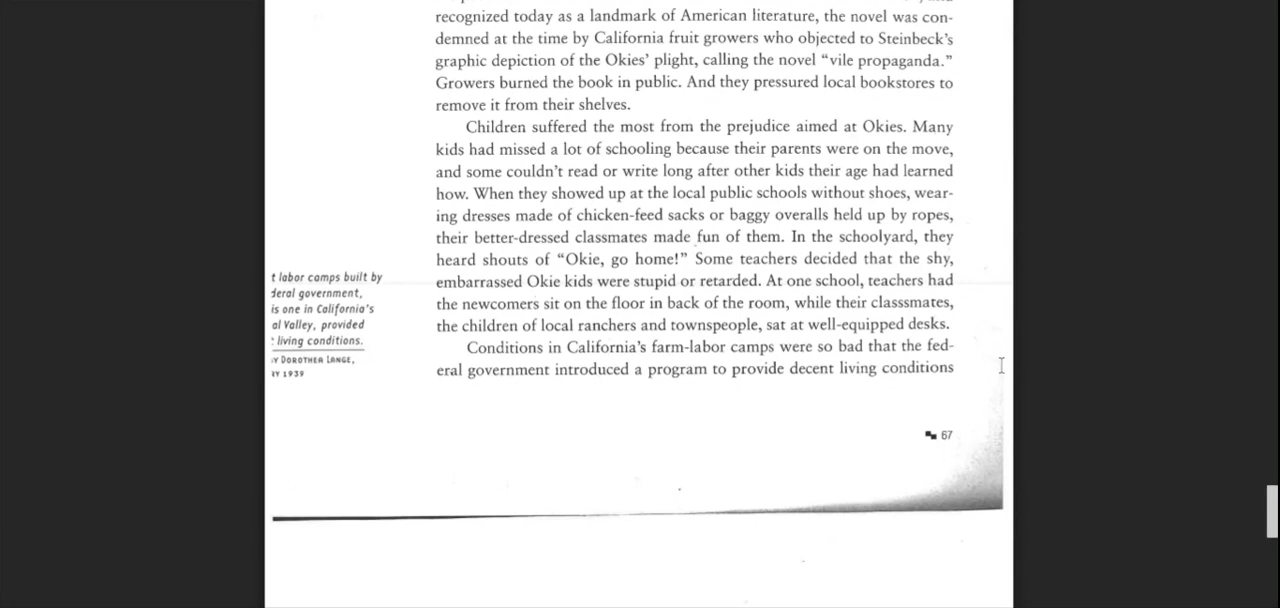 recognized today as a landmark of American literature, the novel was con-
demned at the time by California fruit growers who objected to Steinbeck's
graphic depiction of the Okies' plight, calling the novel "vile propaganda."
Growers burned the book in public. And they pressured local bookstores to
remove it from their shelves.
Children suffered the most from the prejudice aimed at Okies. Many
kids had missed a lot of schooling because their parents were on the move,
and some couldn't read or write long after other kids their age had learned
how. When they showed up at the local public schools without shoes, wear-
ing dresses made of chicken-feed sacks or baggy overalls held up by ropes,
their better-dressed classmates made fun of them. In the schoolyard, they
heard shouts of "Okie, go home!" Some teachers decided that the shy,
embarrassed Okie kids were stupid or retarded. At one school, teachers had
the newcomers sit on the floor in back of the room, while their classsmates,
the children of local ranchers and townspeople, sat at well-equipped desks.
Conditions in California's farm-labor camps were so bad that the fed-
eral government introduced a program to provide decent living conditions
t labor camps built by
deral government,
is one in California's
al Valley, provided
living conditions.
Y DOROTHEA LANGE,
RY 1939
67